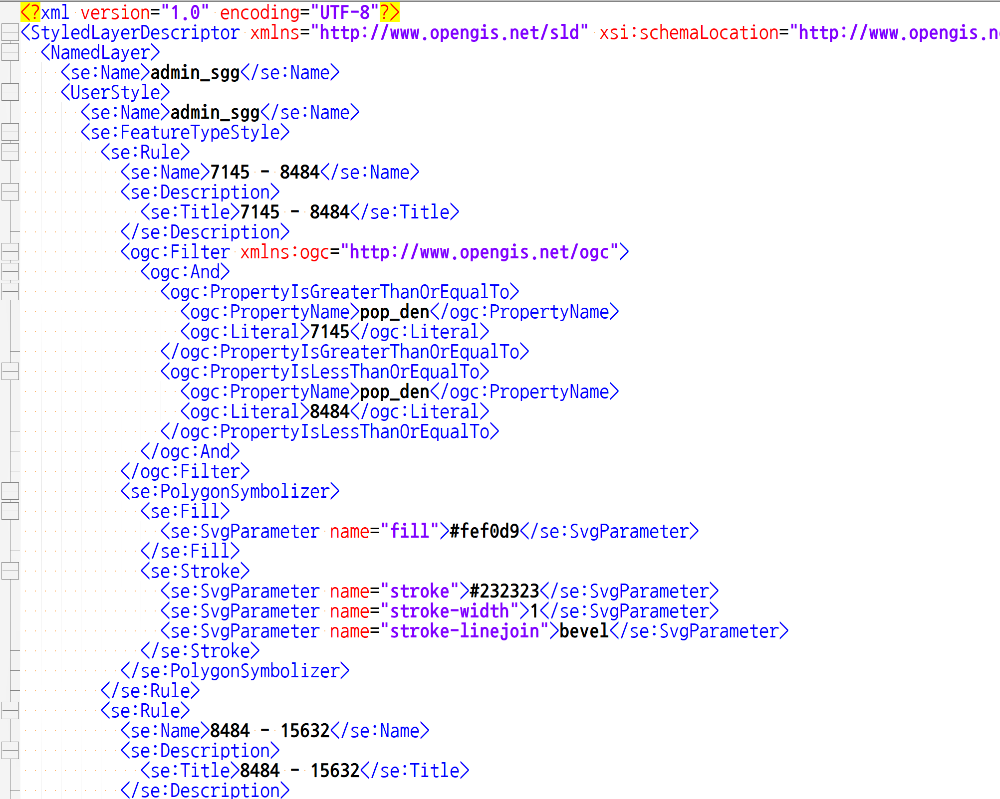 <?xml version="1.0" encoding="UTF-8"?>
<StyledLayerDescriptor xmlns="http://www.opengis.net/sld" xsi:schemaLocation="http://www.opengis.n
<NamedLayer>
<se:Name>admin_sgg</se:Name>
<UserStyle>
<se:Name>admin_sgg</se:Name>
<se:FeatureTypeStyle>
<se:Rule>
<se:Name>7145 - 8484</se:Name>
<se:Description>
<se:Title>7145 - 8484</se:Title>
</se:Description>
<ogc:Filter xmlns:ogc="http://www.opengis.net/ogc">
<ogc:And>
<ogc:PropertyIsGreaterThanOrEqualTo>
<ogc:PropertyName>pop_den</ogc:PropertyName>
<ogc:Literal>7145</ogc:Literal>
</ogc:PropertyIsGreaterThanOrEqualTo>
<ogc:PropertyIsLessThanOrEqualTo>
<ogc:PropertyName>pop_den</ogc:PropertyName>
<ogc:Literal>8484</ogc:Literal>
</ogc:PropertyIsLessThanOrEqualTo>
</ogc:And>
</ogc:Filter>
<se:PolygonSymbolizer>
<se:Fill>
<se:SvgParameter name="fill">#fef0d9</se:SvgParameter>
</se:Fill>
<se:Stroke>
<se:SvgParameter name="stroke">#232323</se:SvgParameter>
<se:SvgParameter name="stroke-width">1</se:SvgParameter>
<se:SvgParameter name="stroke-linejoin">bevel</se:SvgParameter>
</se:Stroke>
</se:PolygonSymbolizer>
</se:Rule>
<se:Rule>
<se:Name>8484 - 15632</se:Name>
<se:Description>
<se:Title>8484 - 15632</se:Title>
</se:Description>